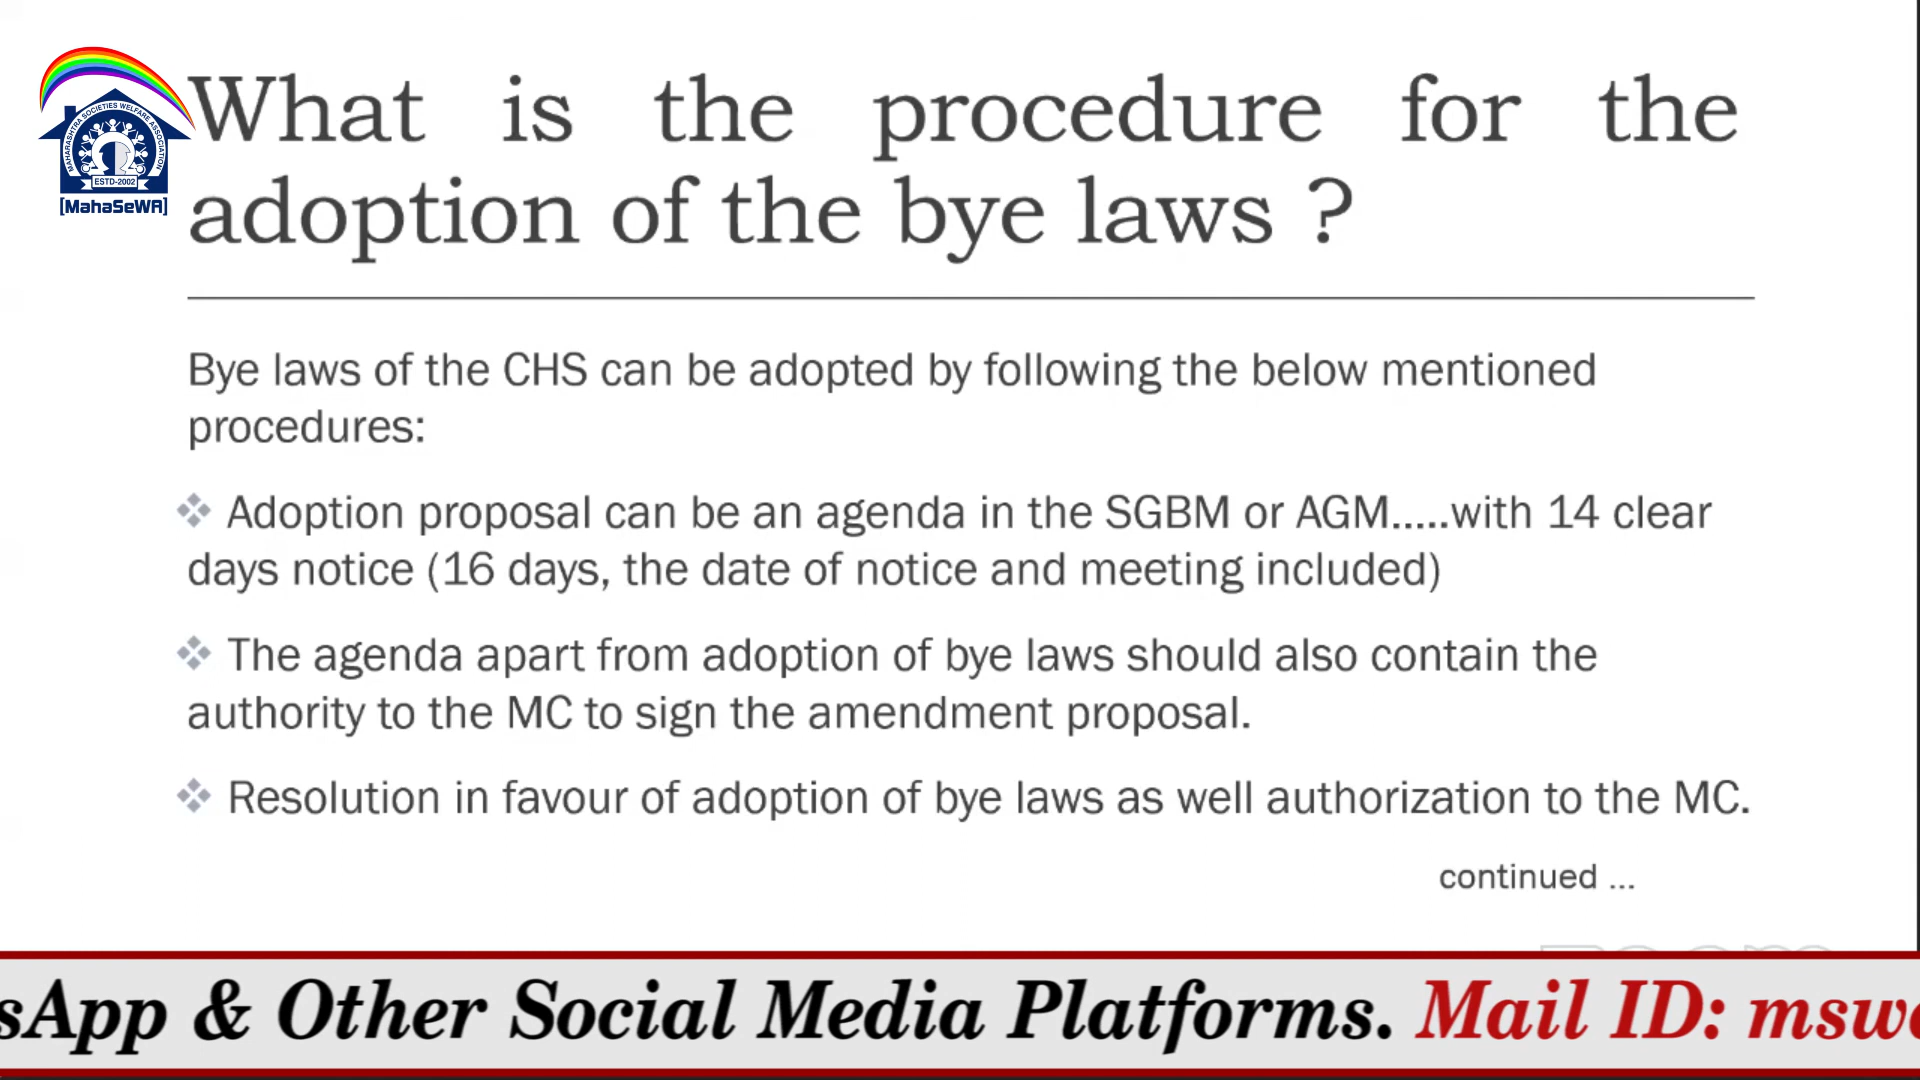 What is the procedure for the
adoption of the bye laws ?
MAHARASHTRA SOCIETIES WELFARE ASSOCIATION
ESTD-2002
[MahaSeWA]
Bye laws of the CHS can be adopted by following the below mentioned
procedures:
❖ Adoption proposal can be an agenda in the SGBM or AGM.....with 14 clear
days notice (16 days, the date of notice and meeting included)
❖ The agenda apart from adoption of bye laws should also contain the
authority to the MC to sign the amendment proposal.
❖ Resolution in favour of adoption of bye laws as well authorization to the MC.
continued ...
sApp & Other Social Media Platforms. Mail ID: msw